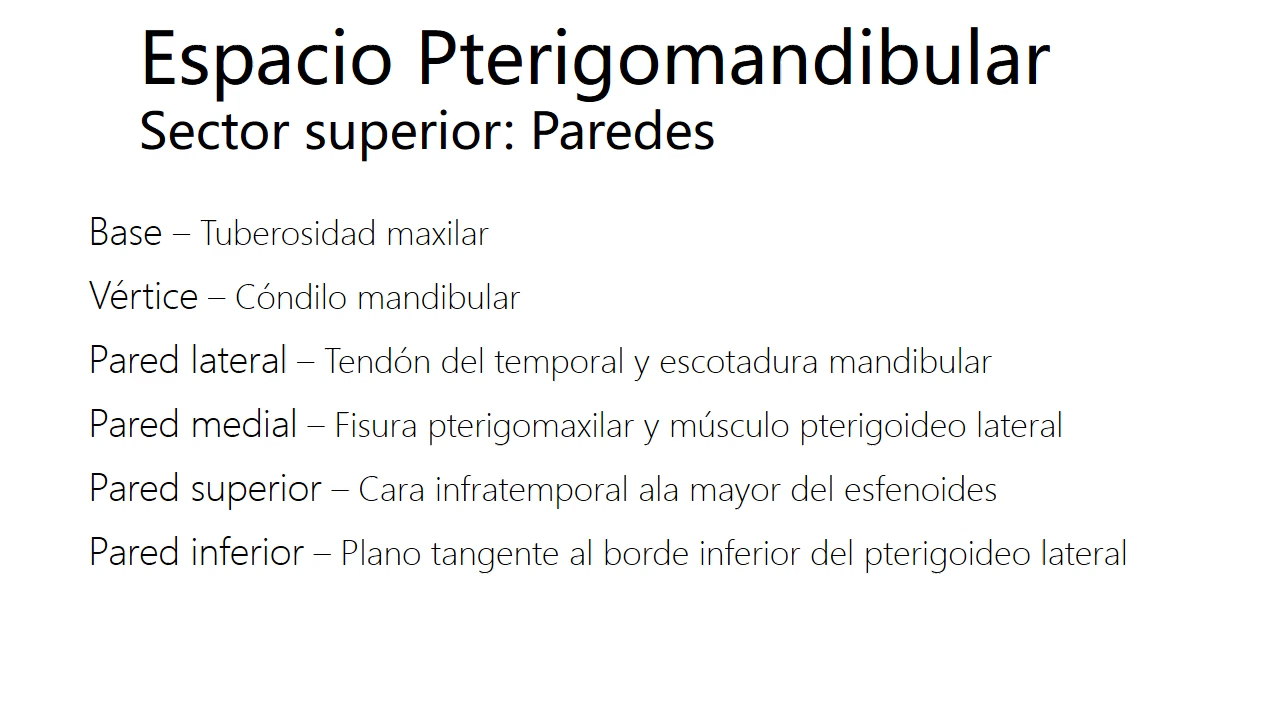 Espacio Pterigomandibular
Sector superior: Paredes
Base – Tuberosidad maxilar
Vértice – Cóndilo mandibular
Pared lateral – Tendón del temporal y escotadura mandibular
Pared medial – Fisura pterigomaxilar y músculo pterigoideo lateral
Pared superior – Cara infratemporal ala mayor del esfenoides
Pared inferior – Plano tangente al borde inferior del pterigoideo lateral